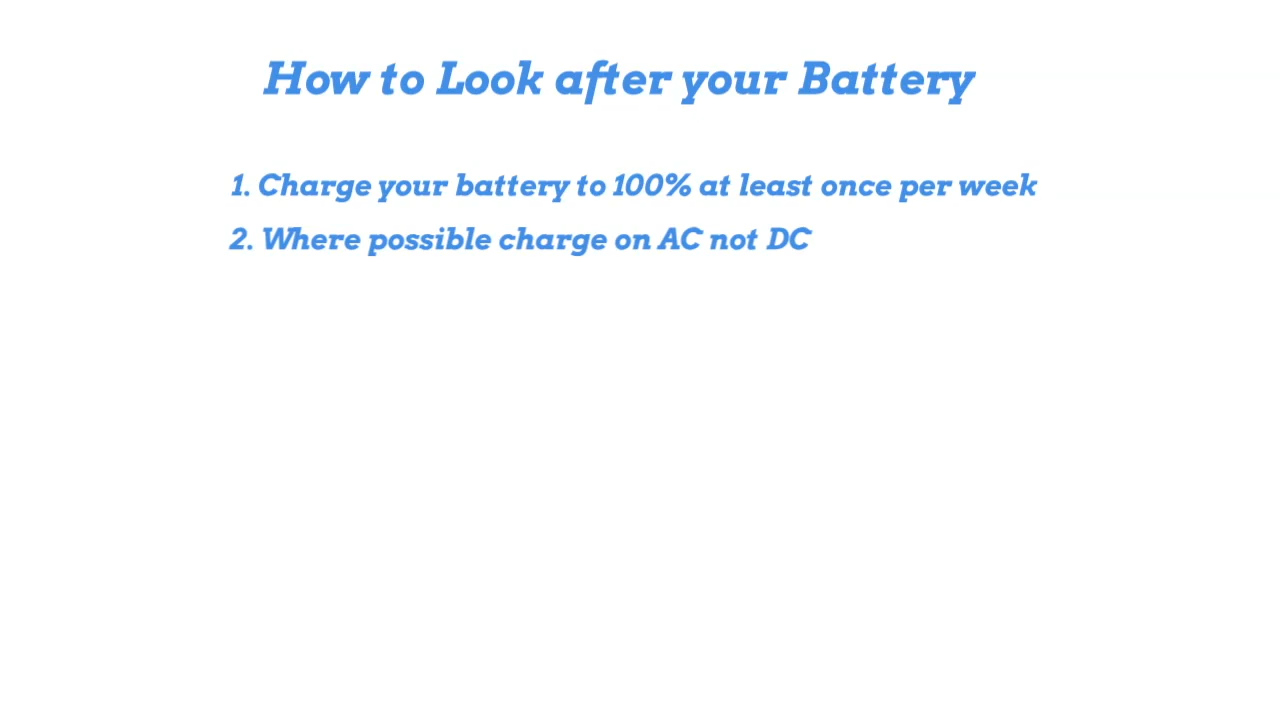 How to Look after your Battery
1. Charge your battery to 100% at least once per week
2. Where possible charge on AC not DC